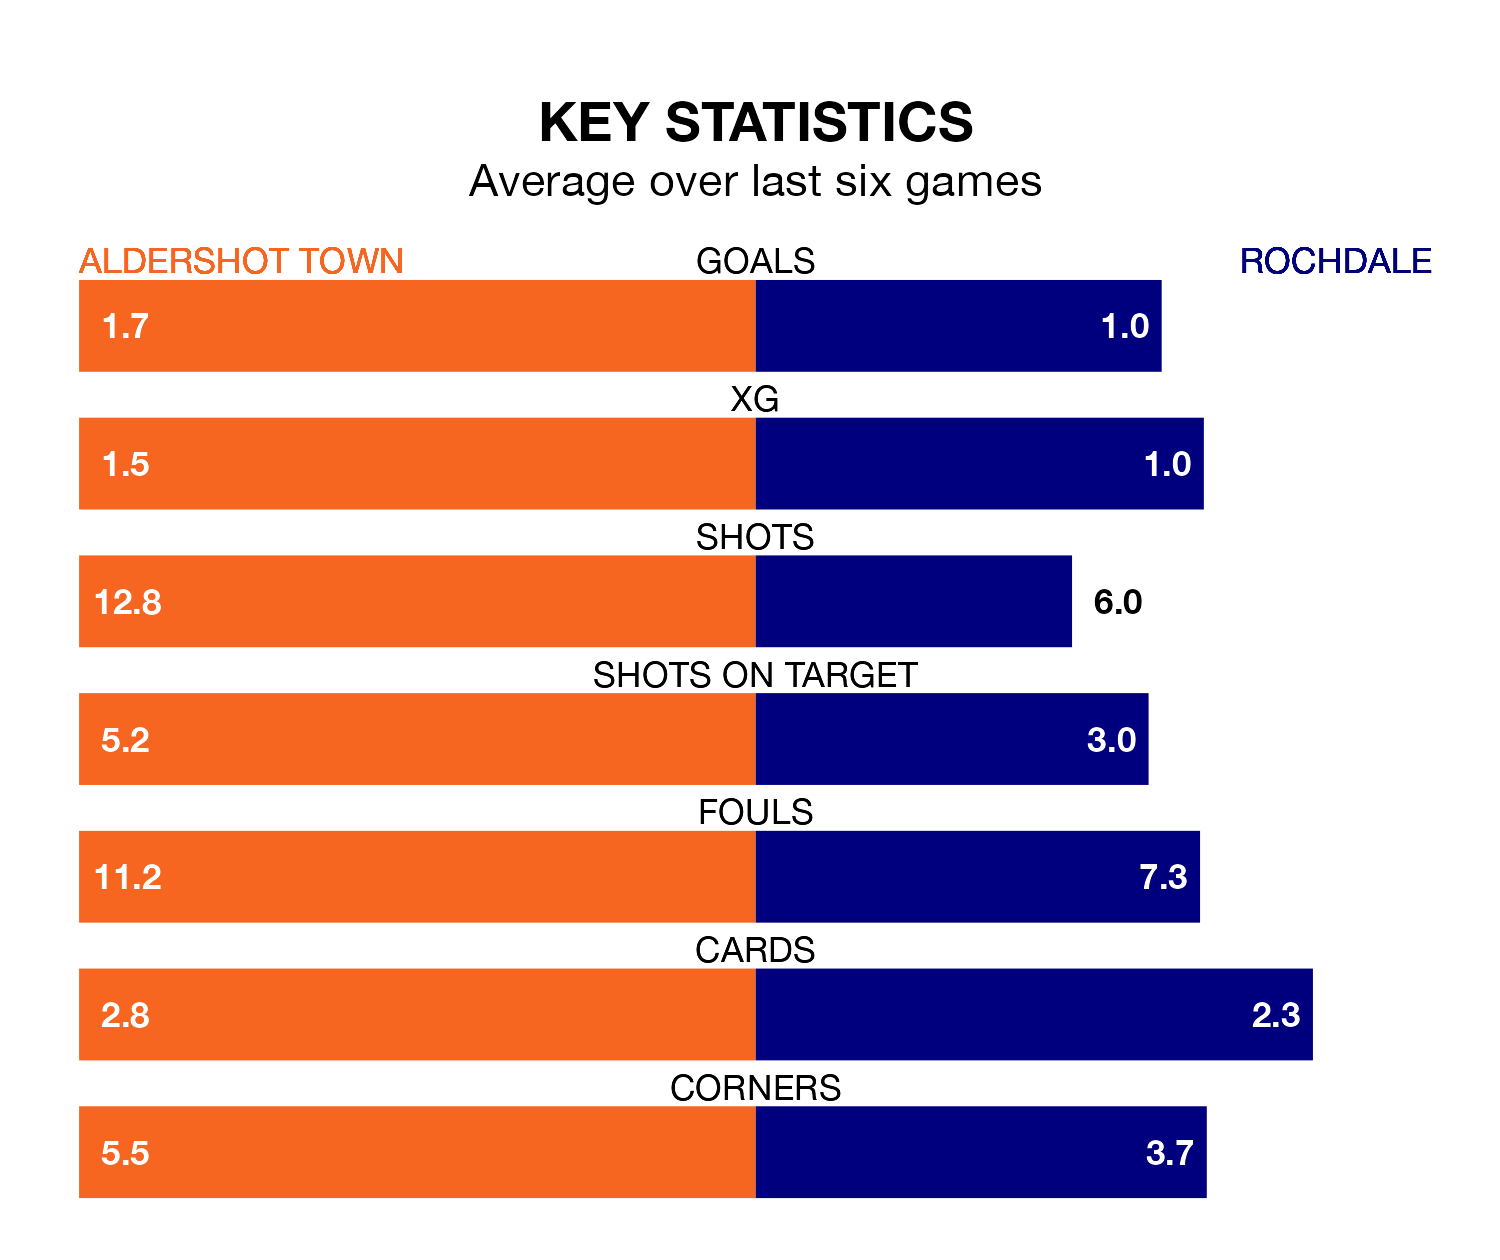 KEY STATISTICS
Average over last six games
ALDERSHOT TOWN GOALS ROCHDALE
1.7 1.0
XG
1.5 1.0
SHOTS
12.8 6.0
SHOTS ON TARGET
5.2 3.0
FOULS
11.2 7.3
CARDS
2.8 2.3
CORNERS
5.5 3.7